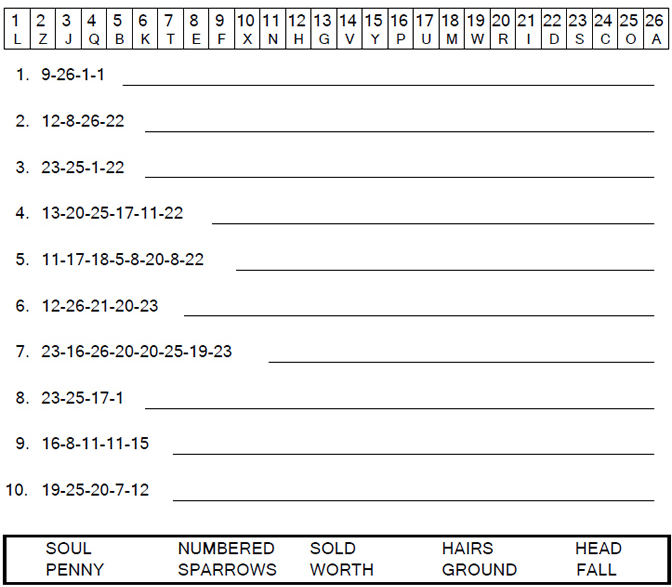 1 2 3 4 5 6 7 8 9 10 11 12 13 14 15 16 17 18 19 20 21 22 23 24 25 26
L Z J Q B K T E F X N H G V Y P U M W R I D S C O A
1. 9-26-1-1
2. 12-8-26-22
3. 23-25-1-22
4. 13-20-25-17-11-22
5. 11-17-18-5-8-20-8-22
6. 12-26-21-20-23
7. 23-16-26-20-20-25-19-23
8. 23-25-17-1
9. 16-8-11-11-15
10. 19-25-20-7-12
SOUL NUMBERED SOLD HAIRS HEAD
PENNY SPARROWS WORTH GROUND FALL